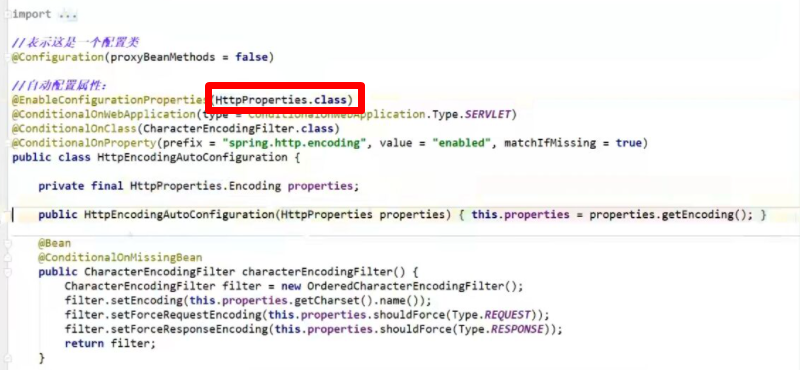 import ...
//表示这是一个配置类
@Configuration(proxyBeanMethods = false)
//自动配置属性:
@EnableConfigurationProperties(HttpProperties.class)
@ConditionalOnWebApplication(type = ConditionalOnWebApplication.Type.SERVLET)
@ConditionalOnClass(CharacterEncodingFilter.class)
@ConditionalOnProperty(prefix = "spring.http.encoding", value = "enabled", matchIfMissing = true)
public class HttpEncodingAutoConfiguration {
private final HttpProperties.Encoding properties;
public HttpEncodingAutoConfiguration(HttpProperties properties) { this.properties = properties.getEncoding(); }
@Bean
@ConditionalOnMissingBean
public CharacterEncodingFilter characterEncodingFilter() {
CharacterEncodingFilter filter = new OrderedCharacterEncodingFilter();
filter.setEncoding(this.properties.getCharset().name());
filter.setForceRequestEncoding(this.properties.shouldForce(Type.REQUEST));
filter.setForceResponseEncoding(this.properties.shouldForce(Type.RESPONSE));
return filter;
}